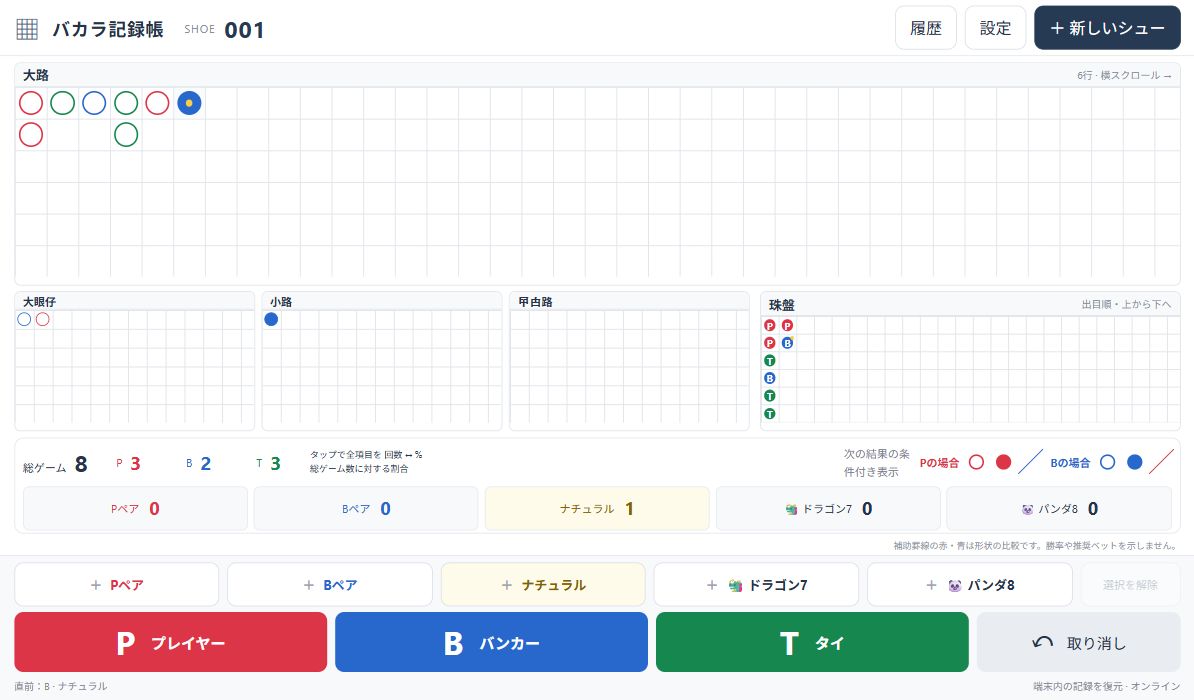 バカラ記録帳 SHOE 001 履歴 設定 ＋ 新しいシュー
大路 6行 · 横スクロール →
大眼仔 小路 甲由路 珠盤 出目順・上から下へ
P P
P B
T
B
T
T
総ゲーム 8 P 3 B 2 T 3
タップで全項目を 回数 ↔ %
総ゲーム数に対する割合
次の結果の条
件付き表示
Pの場合 Bの場合
Pペア 0 Bペア 0 ナチュラル 1 ドラゴン7 0 パンダ8 0
補助罫線の赤・青は形状の比較です。勝率や推奨ベットを示しません。
＋ Pペア ＋ Bペア ＋ ナチュラル ＋ ドラゴン7 ＋ パンダ8 選択を解除
P プレイヤー B バンカー T タイ 取り消し
直前：B · ナチュラル 端末内の記録を復元 · オンライン